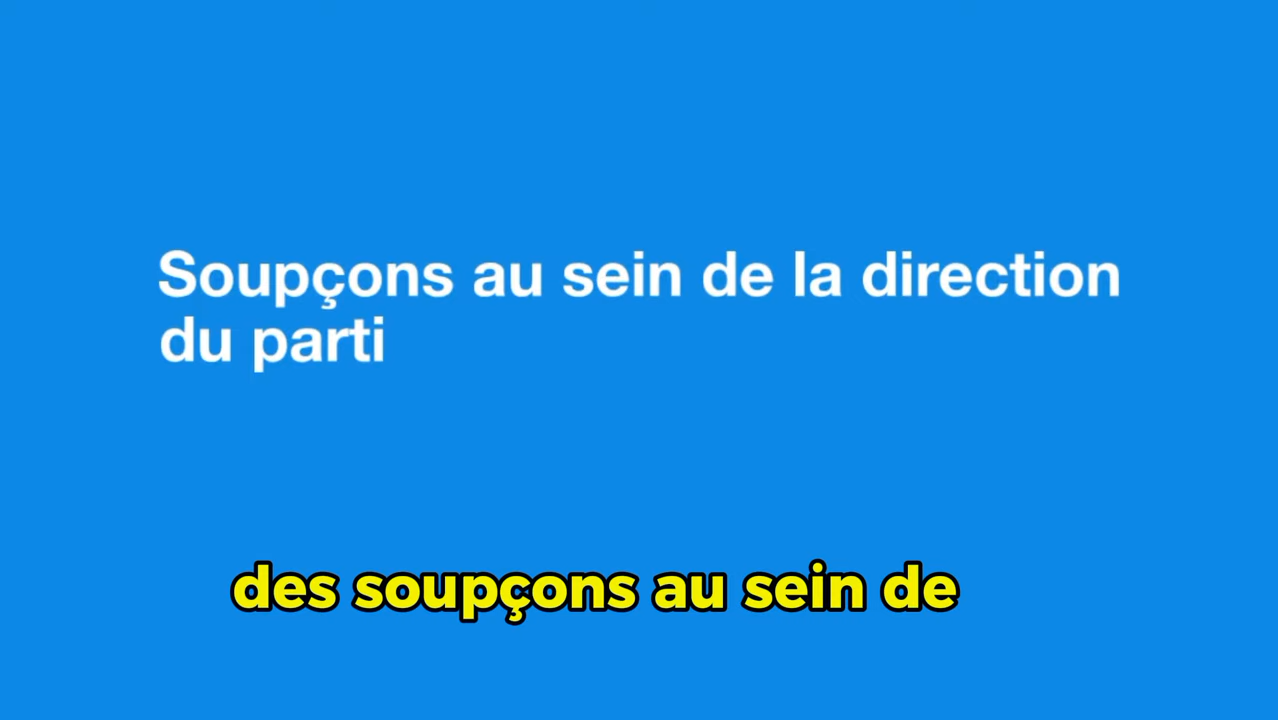 Soupçons au sein de la direction
du parti
des soupçons au sein de